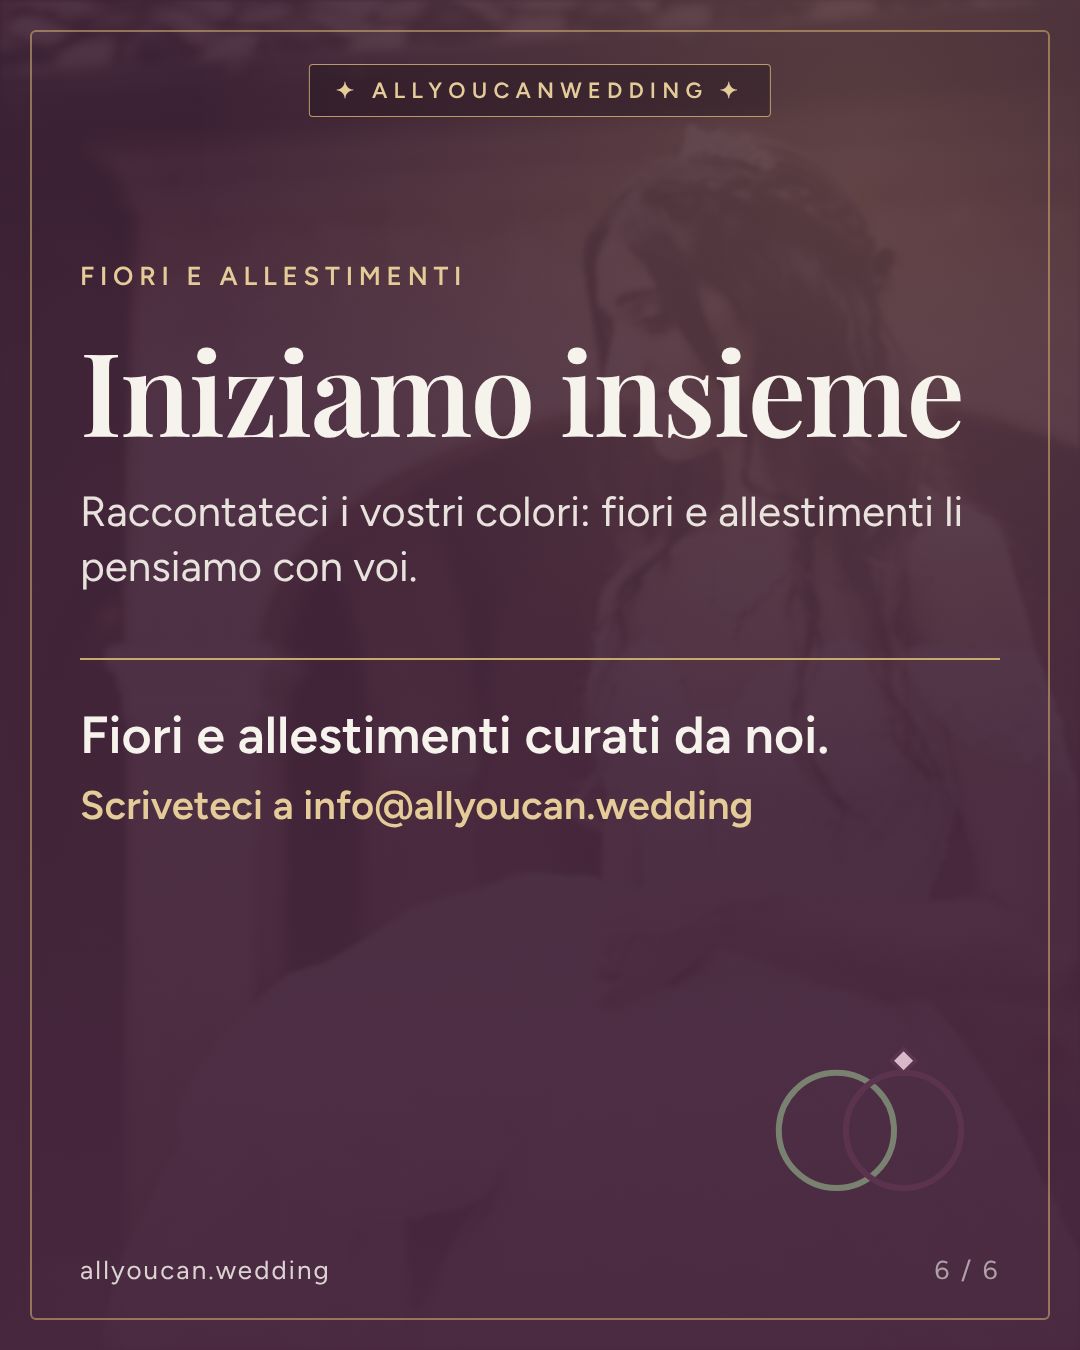 ✦ ALLYOUCANWEDDING ✦
FIORI E ALLESTIMENTI
Iniziamo insieme
Raccontateci i vostri colori: fiori e allestimenti li
pensiamo con voi.
Fiori e allestimenti curati da noi.
Scriveteci a info@allyoucan.wedding
allyoucan.wedding
6 / 6